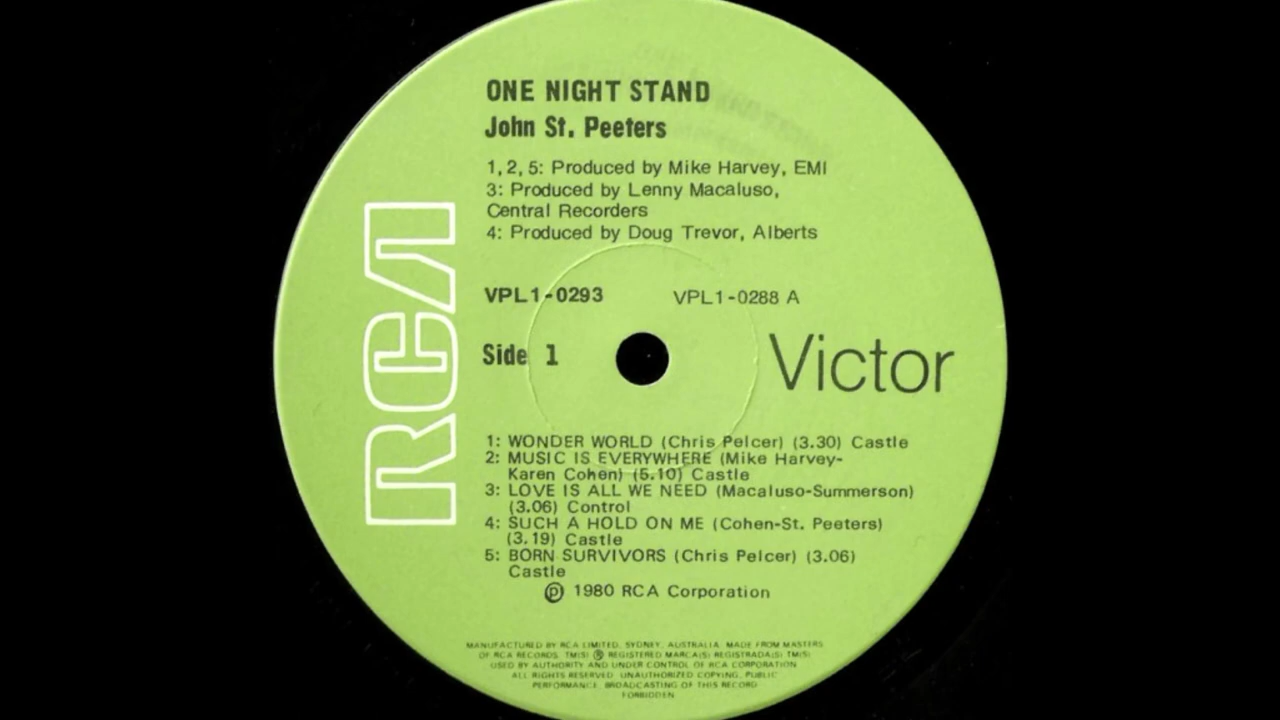 ONE NIGHT STAND
John St. Peeters
1, 2, 5: Produced by Mike Harvey, EMI
3: Produced by Lenny Macaluso,
Central Recorders
4: Produced by Doug Trevor, Alberts
RCA
VPL1-0293 VPL1-0288 A
Side 1
Victor
1: WONDER WORLD (Chris Pelcer) (3.30) Castle
2: MUSIC IS EVERYWHERE (Mike Harvey-
Karen Cohen) (5.10) Castle
3: LOVE IS ALL WE NEED (Macaluso-Summerson)
(3.06) Control
4: SUCH A HOLD ON ME (Cohen-St. Peeters)
(3.19) Castle
5: BORN SURVIVORS (Chris Pelcer) (3.06)
Castle
℗ 1980 RCA Corporation
MANUFACTURED BY RCA LIMITED, SYDNEY, AUSTRALIA. MADE FROM MASTERS
OF RCA RECORDS. TM(S) ® REGISTERED MARCA(S) REGISTRADA(S) TM(S)
USED BY AUTHORITY AND UNDER CONTROL OF RCA CORPORATION
ALL RIGHTS RESERVED. UNAUTHORIZED COPYING, PUBLIC
PERFORMANCE, BROADCASTING OF THIS RECORD
FORBIDDEN